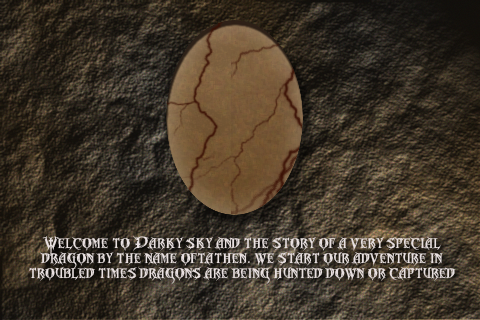 Welcome to Darky sky and the story of a very special
dragon by the name of Tathen. we start our adventure in
troubled times dragons are being hunted down or captured